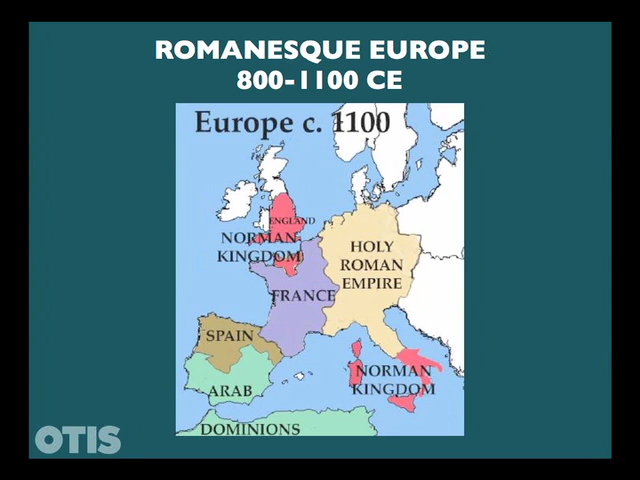 ROMANESQUE EUROPE
800-1100 CE
Europe c. 1100
ENGLAND
NORMAN
KINGDOM
HOLY
ROMAN
EMPIRE
FRANCE
SPAIN
NORMAN
KINGDOM
ARAB
DOMINIONS
OTIS